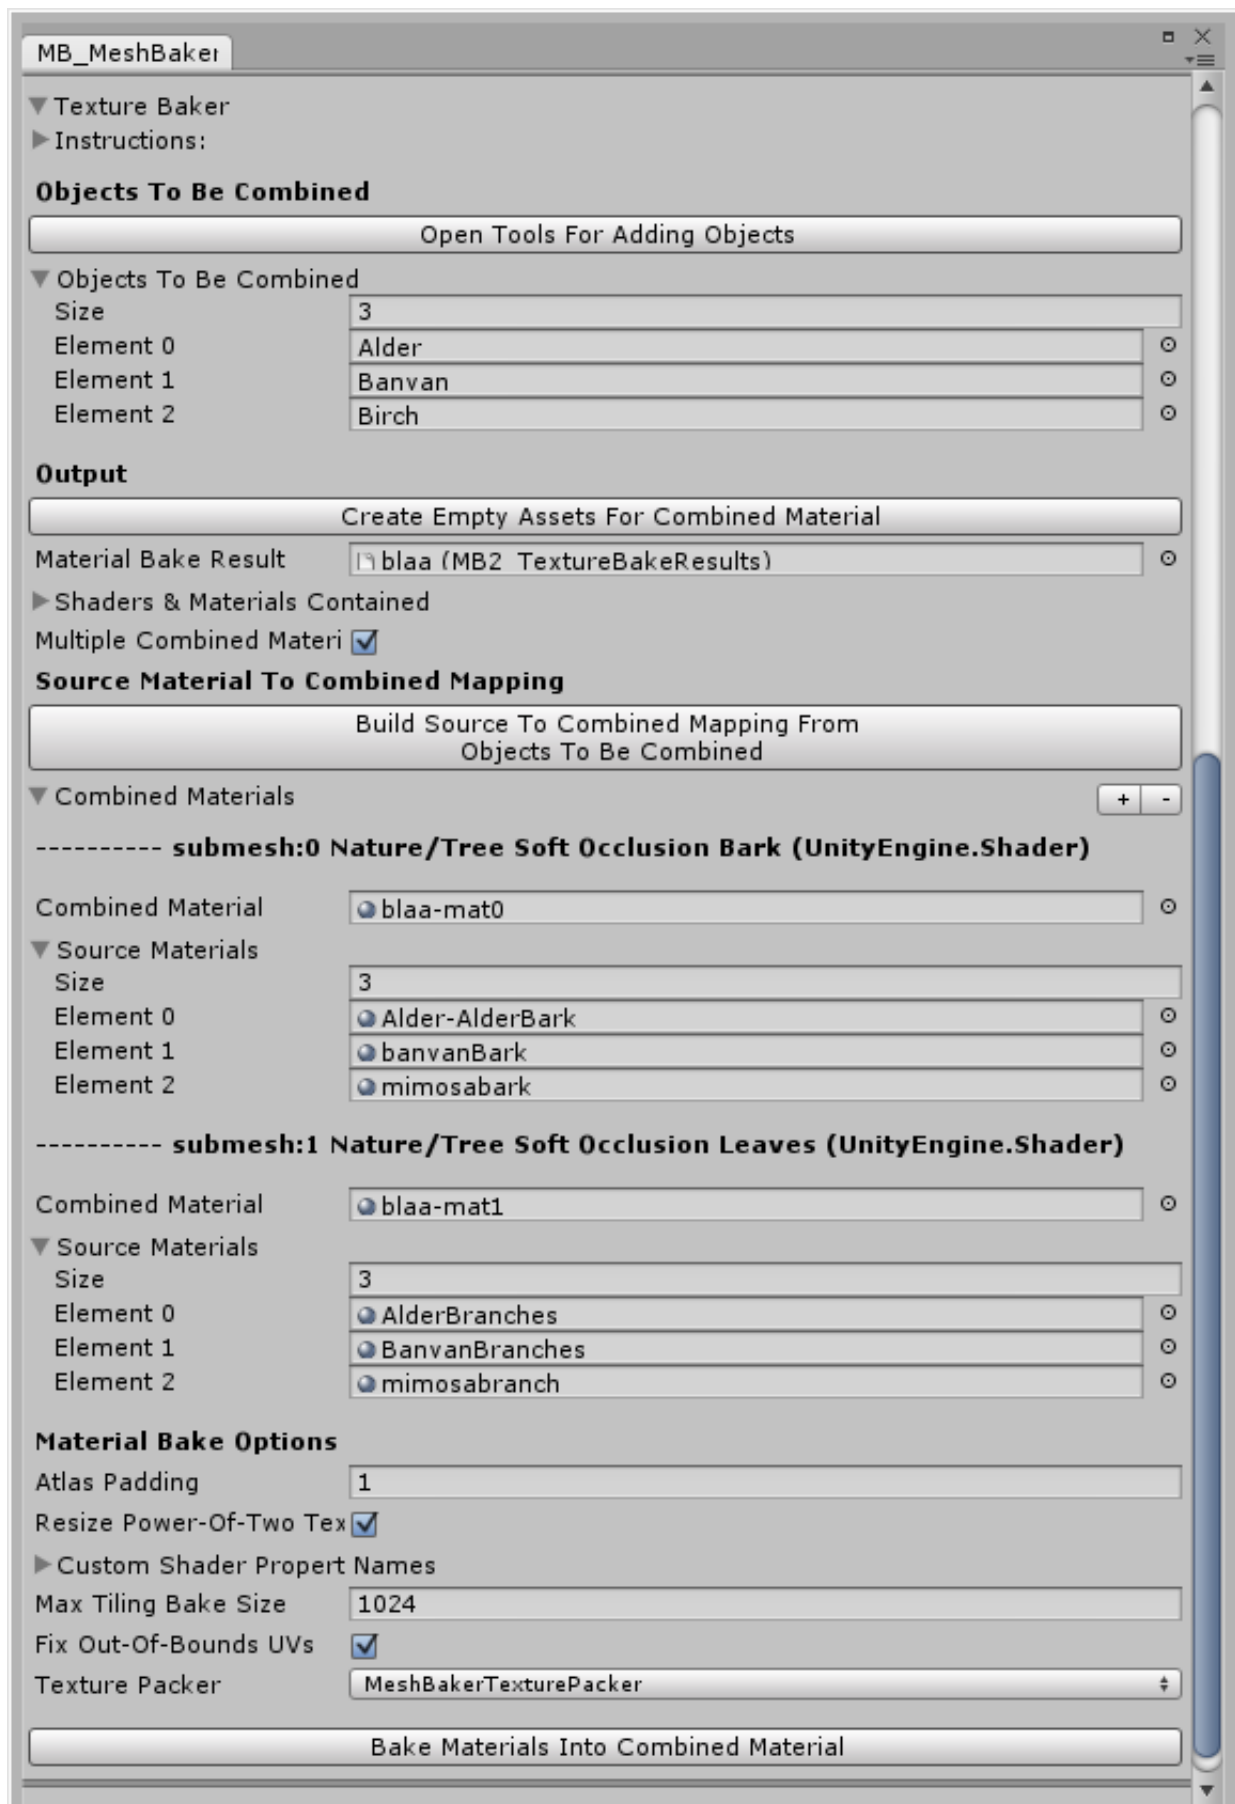 MB_MeshBaker
Texture Baker
Instructions:
Objects To Be Combined
Open Tools For Adding Objects
Objects To Be Combined
Size 3
Element 0 Alder
Element 1 Banvan
Element 2 Birch
Output
Create Empty Assets For Combined Material
Material Bake Result blaa (MB2_TextureBakeResults)
Shaders & Materials Contained
Multiple Combined Materi
Source Material To Combined Mapping
Build Source To Combined Mapping From
Objects To Be Combined
Combined Materials + -
---------- submesh:0 Nature/Tree Soft Occlusion Bark (UnityEngine.Shader)
Combined Material blaa-mat0
Source Materials
Size 3
Element 0 Alder-AlderBark
Element 1 banvanBark
Element 2 mimosabark
---------- submesh:1 Nature/Tree Soft Occlusion Leaves (UnityEngine.Shader)
Combined Material blaa-mat1
Source Materials
Size 3
Element 0 AlderBranches
Element 1 BanvanBranches
Element 2 mimosabranch
Material Bake Options
Atlas Padding 1
Resize Power-Of-Two Tex
Custom Shader Propert Names
Max Tiling Bake Size 1024
Fix Out-Of-Bounds UVs
Texture Packer MeshBakerTexturePacker
Bake Materials Into Combined Material